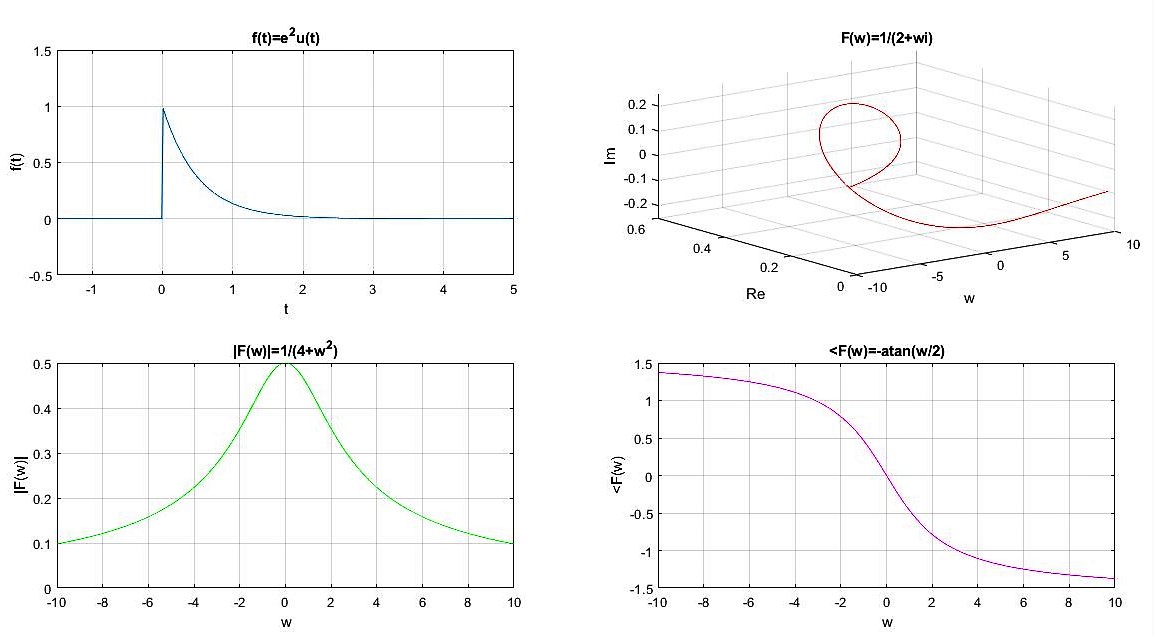 f(t)=e²u(t)
1.5
1
0.5
0
-0.5
f(t)
-1 0 1 2 3 4 5
t
F(w)=1/(2+wi)
0.2
0.1
0
-0.1
-0.2
Im
0.6
0.4
0.2
0
Re
-10
-5
0
5
10
w
|F(w)|=1/(4+w²)
0.5
0.4
0.3
0.2
0.1
0
|F(w)|
-10 -8 -6 -4 -2 0 2 4 6 8 10
w
<F(w)=-atan(w/2)
1.5
1
0.5
0
-0.5
-1
-1.5
<F(w)
-10 -8 -6 -4 -2 0 2 4 6 8 10
w